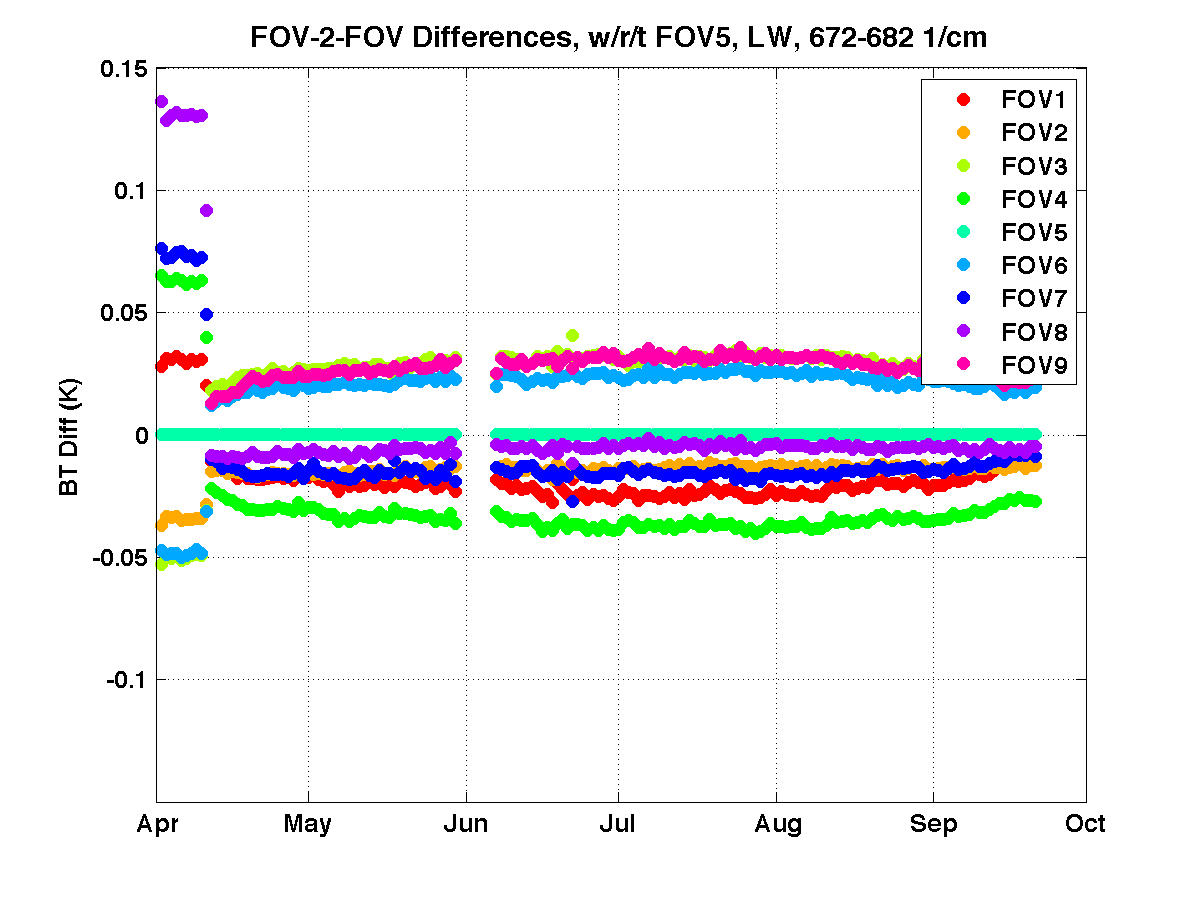 FOV-2-FOV Differences, w/r/t FOV5, LW, 672-682 1/cm
0.15
0.1
0.05
0
-0.05
-0.1
BT Diff (K)
Apr May Jun Jul Aug Sep Oct
FOV1
FOV2
FOV3
FOV4
FOV5
FOV6
FOV7
FOV8
FOV9